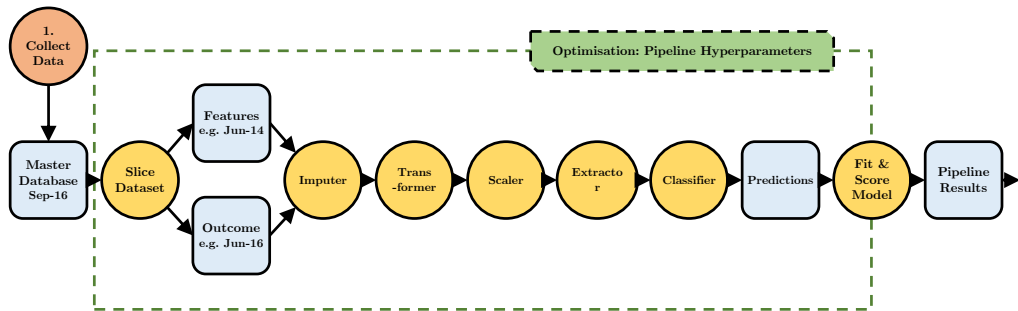 1.
Collect
Data
Optimisation: Pipeline Hyperparameters
Master
Database
Sep-16
Slice
Dataset
Features
e.g. Jun-14
Outcome
e.g. Jun-16
Imputer
Trans
-former
Scaler
Extracto
r
Classifier
Predictions
Fit &
Score
Model
Pipeline
Results